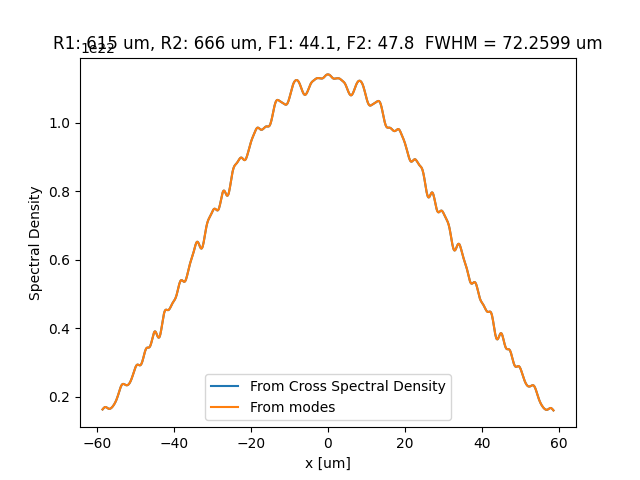 R1: 615 um, R2: 666 um, F1: 44.1, F2: 47.8  FWHM = 72.2599 um
1e22
1.0
0.8
0.6
0.4
0.2
Spectral Density
From Cross Spectral Density
From modes
−60
−40
−20
0
20
40
60
x [um]